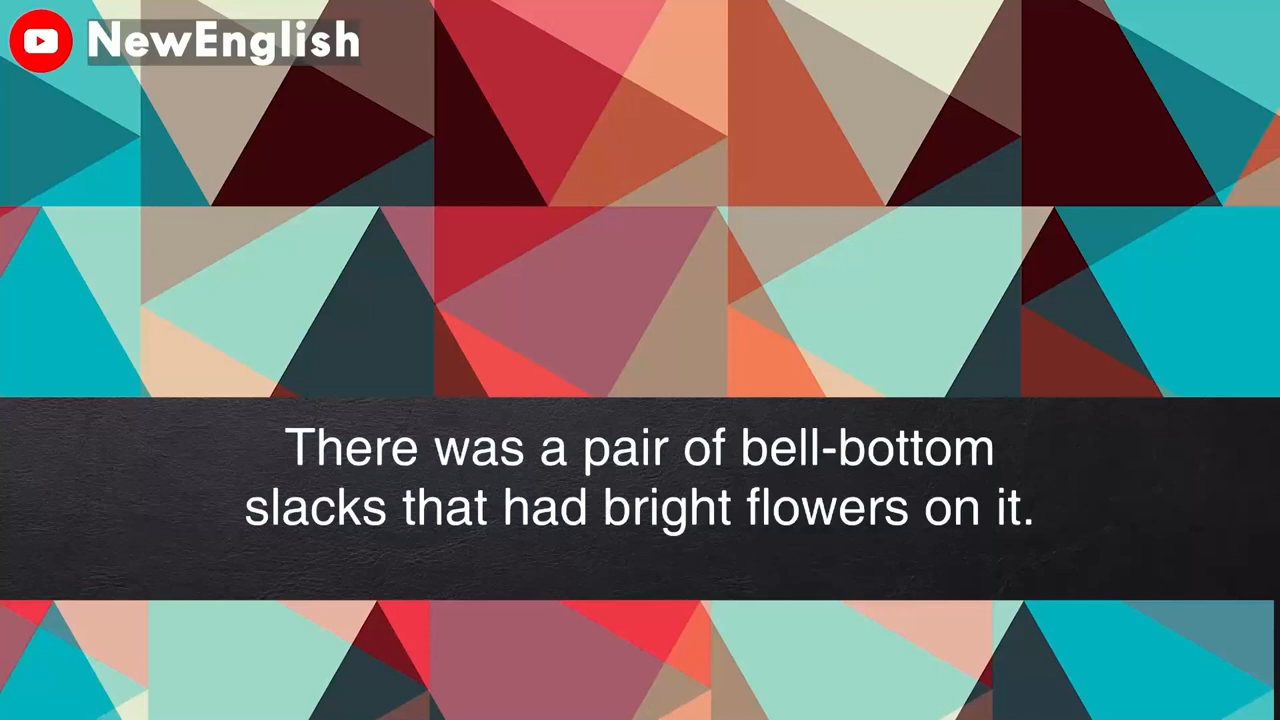 NewEnglish
There was a pair of bell-bottom
slacks that had bright flowers on it.